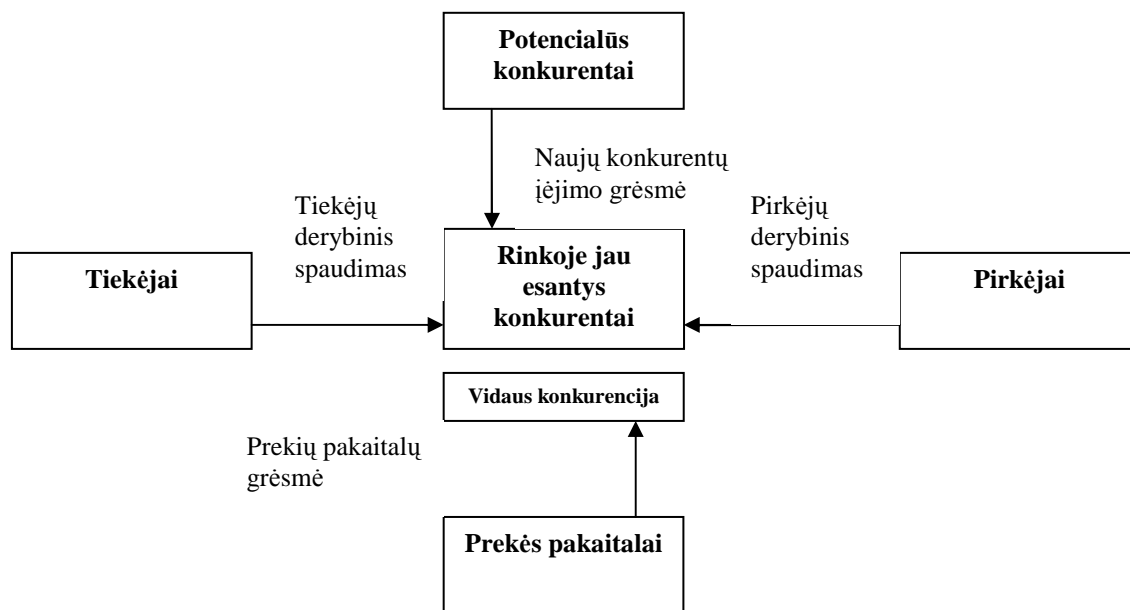 Potencialūs
konkurentai
Naujų konkurentų
įėjimo grėsmė
Tiekėjų
derybinis
spaudimas
Pirkėjų
derybinis
spaudimas
Tiekėjai
Rinkoje jau
esantys
konkurentai
Pirkėjai
Vidaus konkurencija
Prekių pakaitalų
grėsmė
Prekės pakaitalai